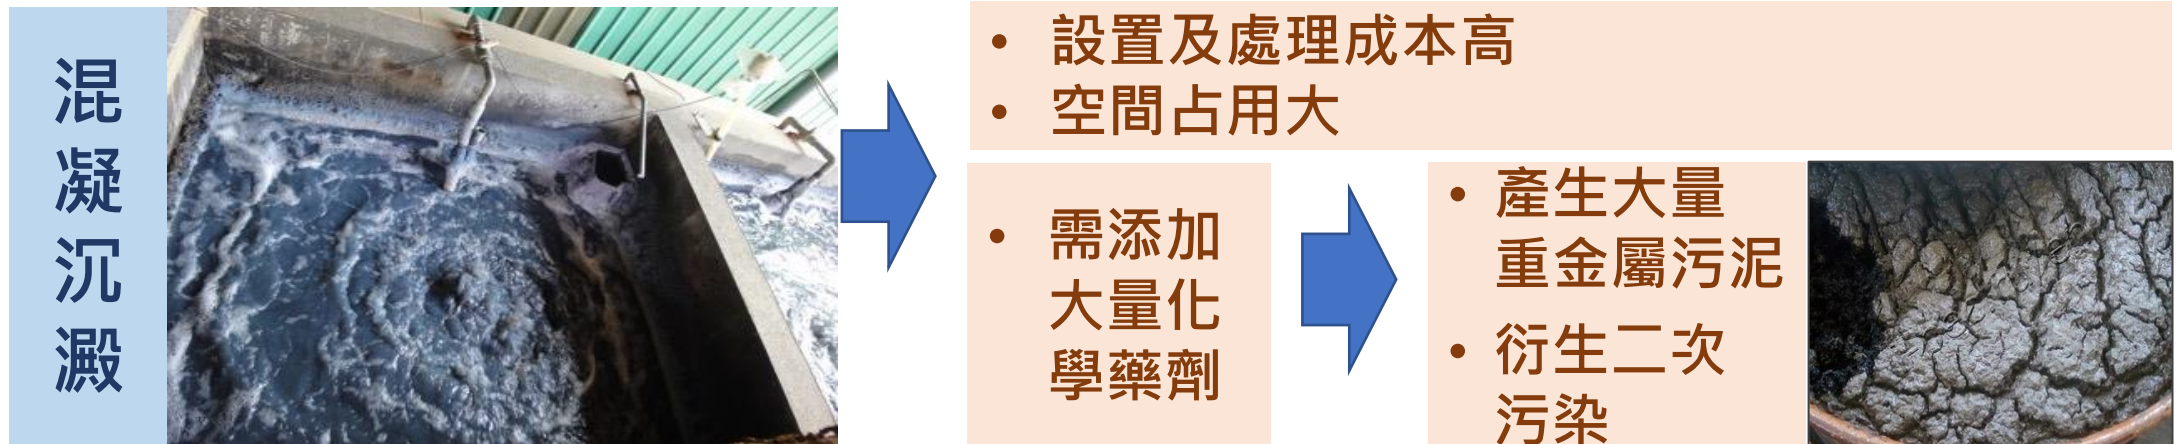 混
凝
沉
澱
• 設置及處理成本高
• 空間占用大
• 需添加
大量化
學藥劑
• 產生大量
重金屬污泥
• 衍生二次
污染